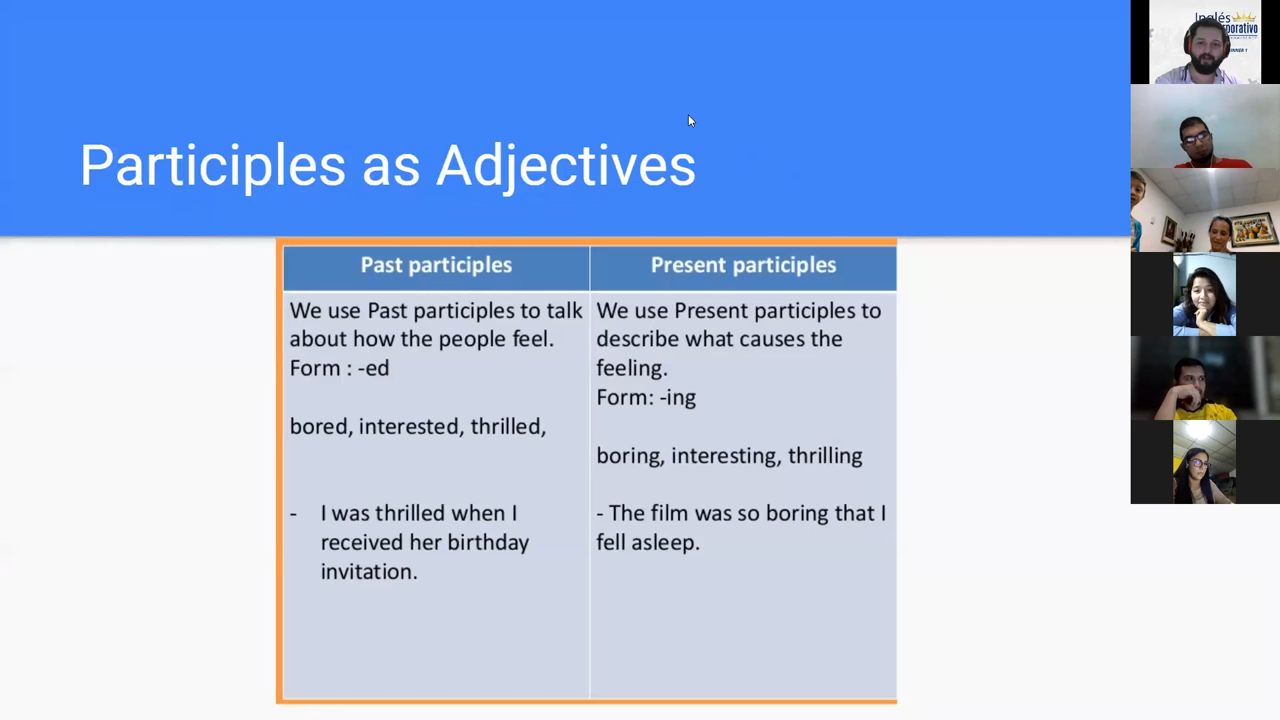 Participles as Adjectives
Past participles
We use Past participles to talk
about how the people feel.
Form : -ed
bored, interested, thrilled,
- I was thrilled when I
received her birthday
invitation.
Present participles
We use Present participles to
describe what causes the
feeling.
Form: -ing
boring, interesting, thrilling
- The film was so boring that I
fell asleep.
Inglés